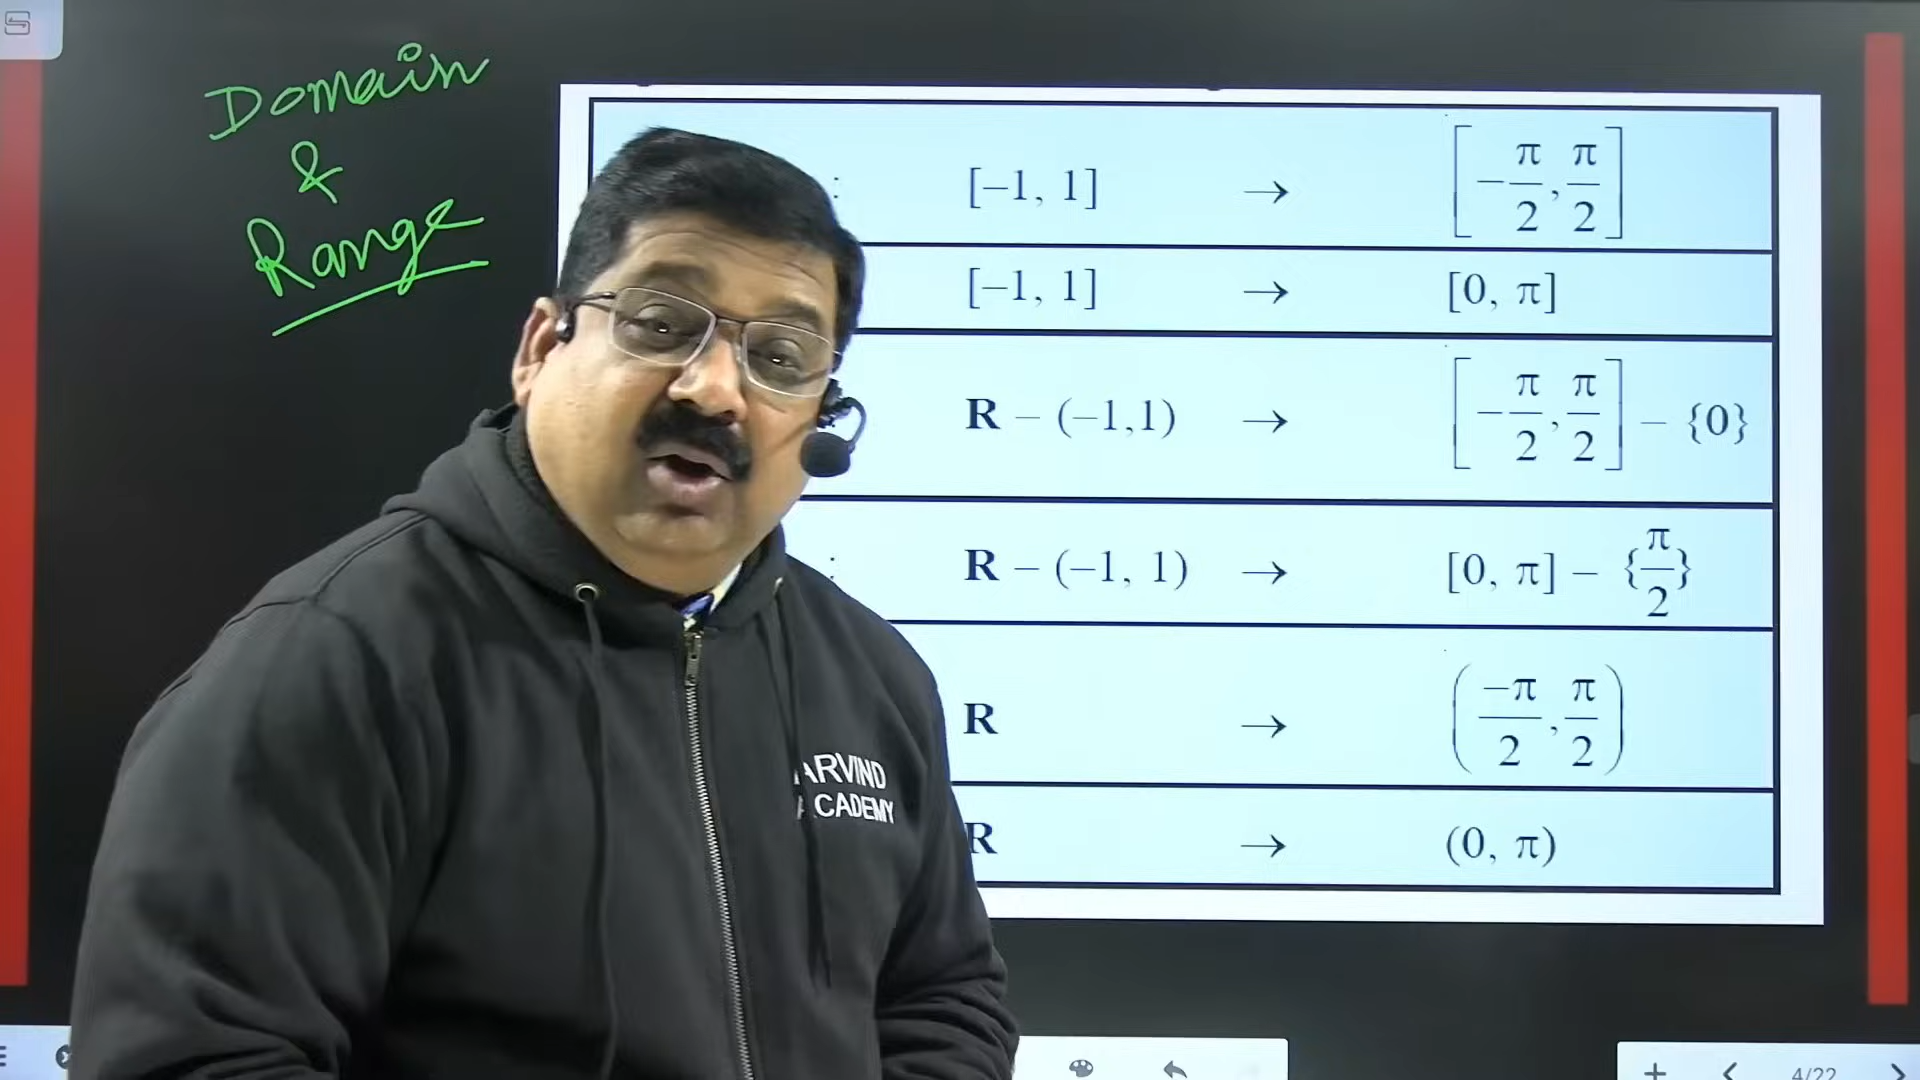 Domain
&
Range
: [–1, 1] → [–π/2, π/2]
[–1, 1] → [0, π]
: R – (–1,1) → [–π/2, π/2] – {0}
: R – (–1, 1) → [0, π] – {π/2}
R → (–π/2, π/2)
R → (0, π)
ARVIND
ACADEMY
4/22